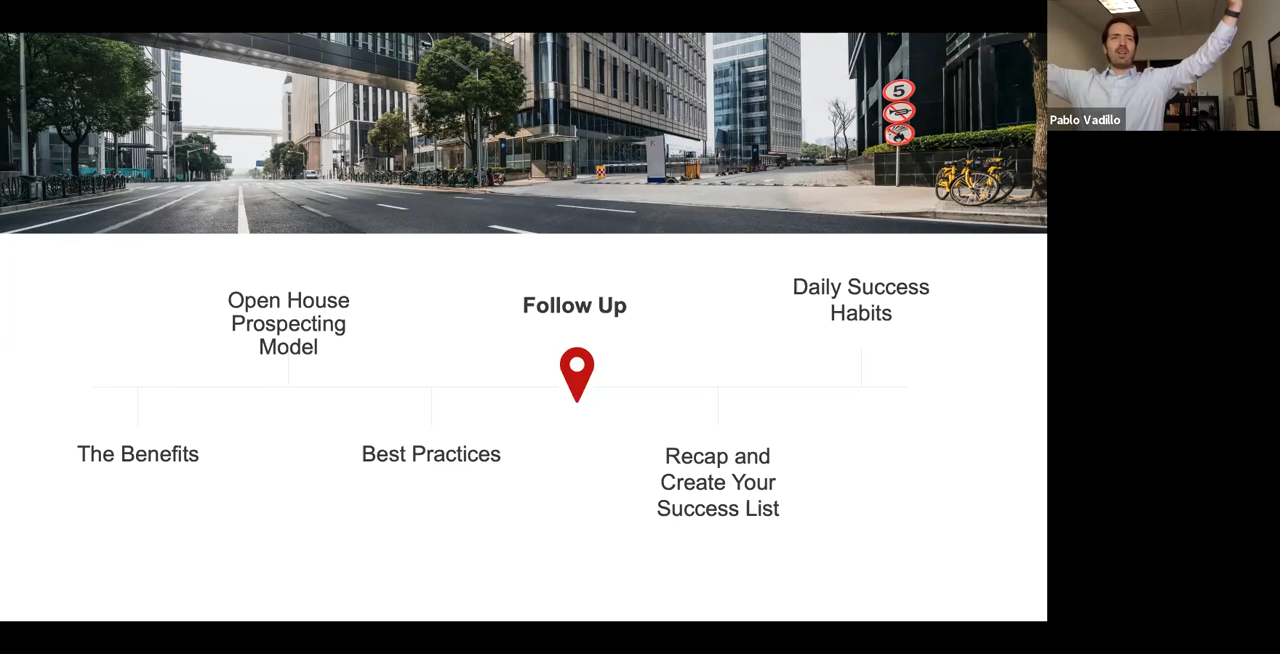 5
Pablo Vadillo
Open House
Prospecting
Model
Follow Up
Daily Success
Habits
The Benefits
Best Practices
Recap and
Create Your
Success List